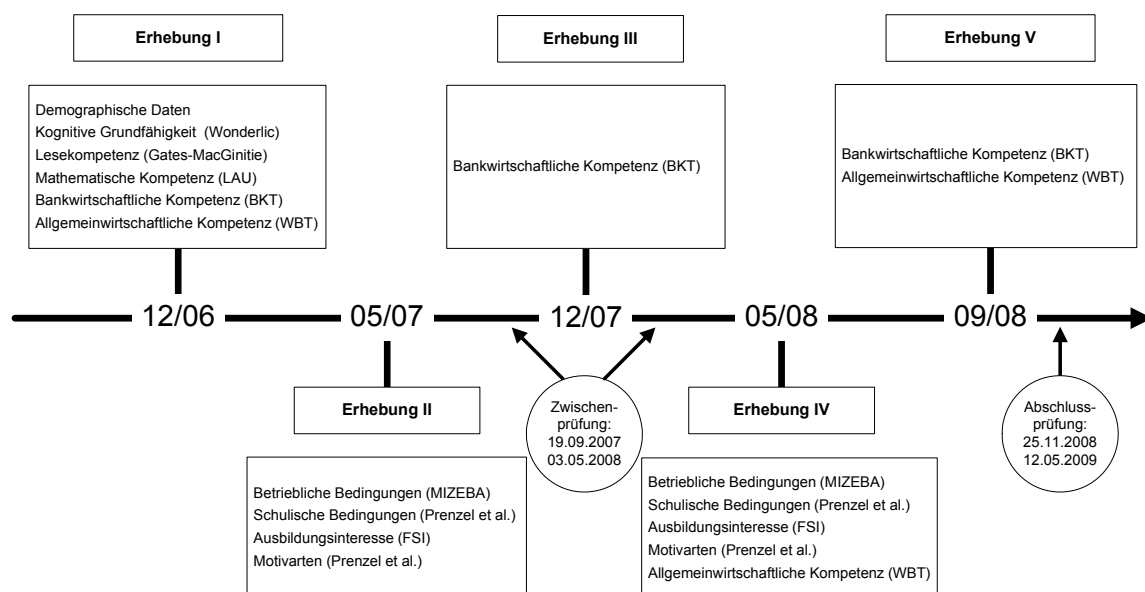 Erhebung I
Erhebung III
Erhebung V
Demographische Daten
Kognitive Grundfähigkeit (Wonderlic)
Lesekompetenz (Gates-MacGinitie)
Mathematische Kompetenz (LAU)
Bankwirtschaftliche Kompetenz (BKT)
Allgemeinwirtschaftliche Kompetenz (WBT)
Bankwirtschaftliche Kompetenz (BKT)
Bankwirtschaftliche Kompetenz (BKT)
Allgemeinwirtschaftliche Kompetenz (WBT)
12/06
05/07
12/07
05/08
09/08
Erhebung II
Zwischen-
prüfung:
19.09.2007
03.05.2008
Erhebung IV
Abschluss-
prüfung:
25.11.2008
12.05.2009
Betriebliche Bedingungen (MIZEBA)
Schulische Bedingungen (Prenzel et al.)
Ausbildungsinteresse (FSI)
Motivarten (Prenzel et al.)
Betriebliche Bedingungen (MIZEBA)
Schulische Bedingungen (Prenzel et al.)
Ausbildungsinteresse (FSI)
Motivarten (Prenzel et al.)
Allgemeinwirtschaftliche Kompetenz (WBT)